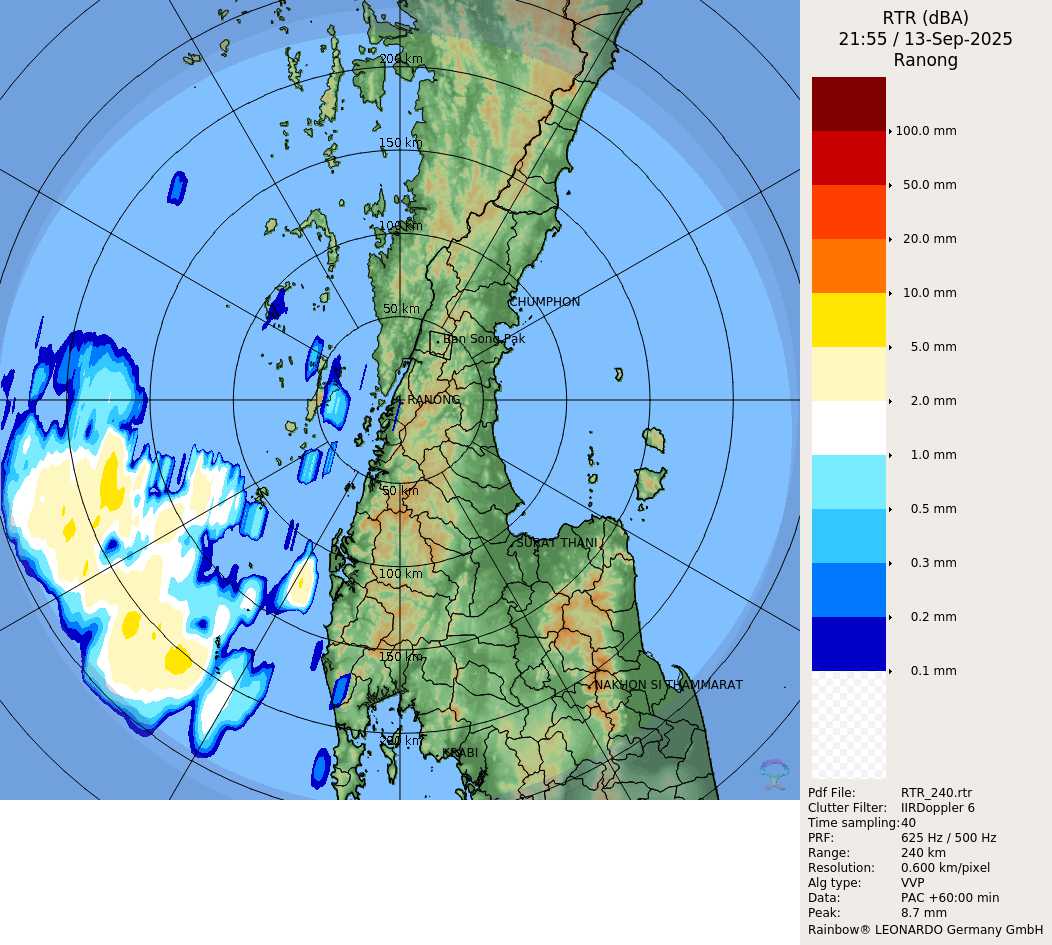 RTR (dBA)
21:55 / 13-Sep-2025
Ranong
200 km
150 km
100 km
50 km
CHUMPHON
Ban Song Pak
RANONG
50 km
SURAT THANI
100 km
150 km
NAKHON SI THAMMARAT
200 km
KRABI
100.0 mm
50.0 mm
20.0 mm
10.0 mm
5.0 mm
2.0 mm
1.0 mm
0.5 mm
0.3 mm
0.2 mm
0.1 mm
Pdf File: RTR_240.rtr
Clutter Filter: IIRDoppler 6
Time sampling:40
PRF: 625 Hz / 500 Hz
Range: 240 km
Resolution: 0.600 km/pixel
Alg type: VVP
Data: PAC +60:00 min
Peak: 8.7 mm
Rainbow® LEONARDO Germany GmbH